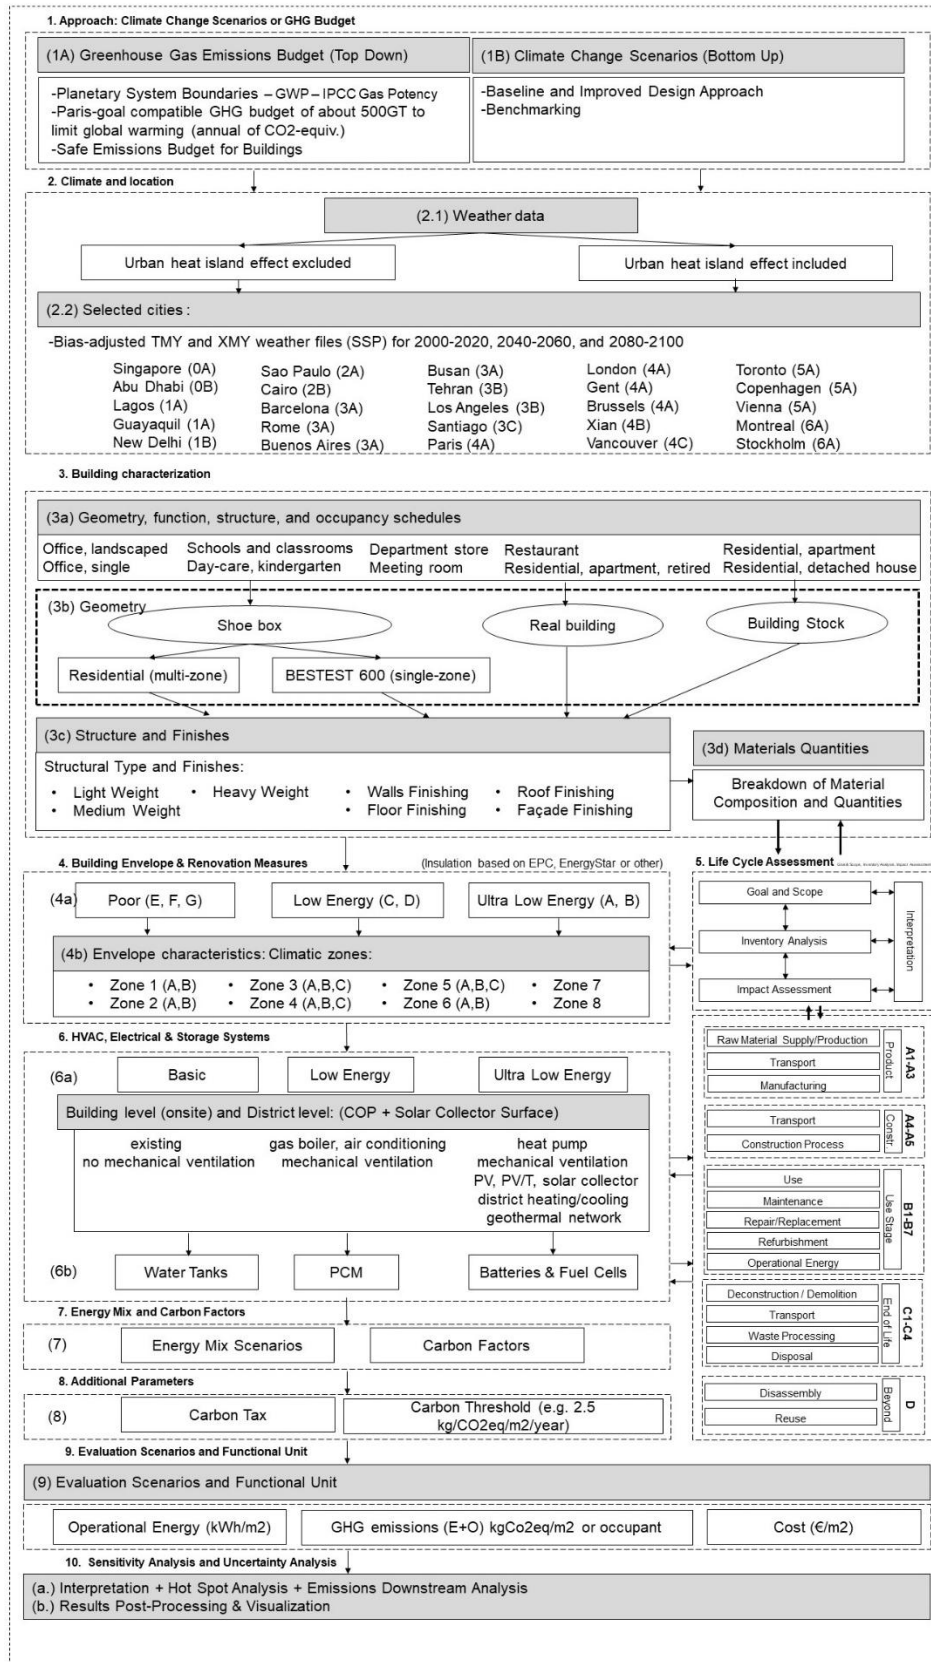 1. Approach: Climate Change Scenarios or GHG Budget
(1A) Greenhouse Gas Emissions Budget (Top Down)
(1B) Climate Change Scenarios (Bottom Up)
-Planetary System Boundaries – GWP – IPCC Gas Potency
-Paris-goal compatible GHG budget of about 500GT to
limit global warming (annual of CO2-equiv.)
-Safe Emissions Budget for Buildings
-Baseline and Improved Design Approach
-Benchmarking
2. Climate and location
(2.1) Weather data
Urban heat island effect excluded
Urban heat island effect included
(2.2) Selected cities :
-Bias-adjusted TMY and XMY weather files (SSP) for 2000-2020, 2040-2060, and 2080-2100
Singapore (0A)
Abu Dhabi (0B)
Lagos (1A)
Guayaquil (1A)
New Delhi (1B)
Sao Paulo (2A)
Cairo (2B)
Barcelona (3A)
Rome (3A)
Buenos Aires (3A)
Busan (3A)
Tehran (3B)
Los Angeles (3B)
Santiago (3C)
Paris (4A)
London (4A)
Gent (4A)
Brussels (4A)
Xian (4B)
Vancouver (4C)
Toronto (5A)
Copenhagen (5A)
Vienna (5A)
Montreal (6A)
Stockholm (6A)
3. Building characterization
(3a) Geometry, function, structure, and occupancy schedules
Office, landscaped
Office, single
Schools and classrooms
Day-care, kindergarten
Department store
Meeting room
Restaurant
Residential, apartment, retired
Residential, apartment
Residential, detached house
(3b) Geometry
Shoe box
Real building
Building Stock
Residential (multi-zone)
BESTEST 600 (single-zone)
(3c) Structure and Finishes
Structural Type and Finishes:
• Light Weight
• Medium Weight
• Heavy Weight
• Walls Finishing
• Floor Finishing
• Roof Finishing
• Façade Finishing
(3d) Materials Quantities
Breakdown of Material
Composition and Quantities
4. Building Envelope & Renovation Measures
(Insulation based on EPC, EnergyStar or other)
(4a)
Poor (E, F, G)
Low Energy (C, D)
Ultra Low Energy (A, B)
(4b) Envelope characteristics: Climatic zones:
• Zone 1 (A,B)
• Zone 2 (A,B)
• Zone 3 (A,B,C)
• Zone 4 (A,B,C)
• Zone 5 (A,B,C)
• Zone 6 (A,B)
• Zone 7
• Zone 8
5. Life Cycle Assessment
Goal and Scope
Inventory Analysis
Impact Assessment
Interpretation
6. HVAC, Electrical & Storage Systems
(6a)
Basic
Low Energy
Ultra Low Energy
Building level (onsite) and District level: (COP + Solar Collector Surface)
existing
no mechanical ventilation
gas boiler, air conditioning
mechanical ventilation
heat pump
mechanical ventilation
PV, PV/T, solar collector
district heating/cooling
geothermal network
(6b)
Water Tanks
PCM
Batteries & Fuel Cells
Raw Material Supply/Production
Transport
Manufacturing
Product
A1-A3
Transport
Construction Process
Constr.
A4-A5
Use
Maintenance
Repair/Replacement
Refurbishment
Operational Energy
Use Stage
B1-B7
Deconstruction / Demolition
Transport
Waste Processing
Disposal
End of Life
C1-C4
Disassembly
Reuse
Beyond
D
7. Energy Mix and Carbon Factors
(7)
Energy Mix Scenarios
Carbon Factors
8. Additional Parameters
(8)
Carbon Tax
Carbon Threshold (e.g. 2.5
kg/CO2eq/m2/year)
9. Evaluation Scenarios and Functional Unit
(9) Evaluation Scenarios and Functional Unit
Operational Energy (kWh/m2)
GHG emissions (E+O) kgCo2eq/m2 or occupant
Cost (€/m2)
10. Sensitivity Analysis and Uncertainty Analysis
(a.) Interpretation + Hot Spot Analysis + Emissions Downstream Analysis
(b.) Results Post-Processing & Visualization